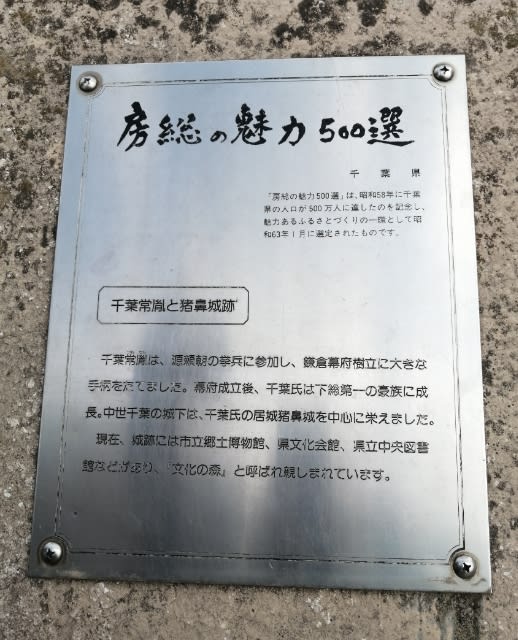 房総の魅力500選
千葉県
「房総の魅力500選」は、昭和58年に千葉
県の人口が500万人に達したのを記念し、
魅力あるふるさとづくりの一環として昭
和63年1月に選定されたものです。
千葉常胤と猪鼻城跡
千葉常胤は、源頼朝の挙兵に参加し、鎌倉幕府樹立に大きな
手柄をたてました。幕府成立後、千葉氏は下総第一の豪族に成
長。中世千葉の城下は、千葉氏の居城猪鼻城を中心に栄えました。
現在、城跡には市立郷土博物館、県文化会館、県立中央図書
館などがあり、『文化の森』と呼ばれ親しまれています。